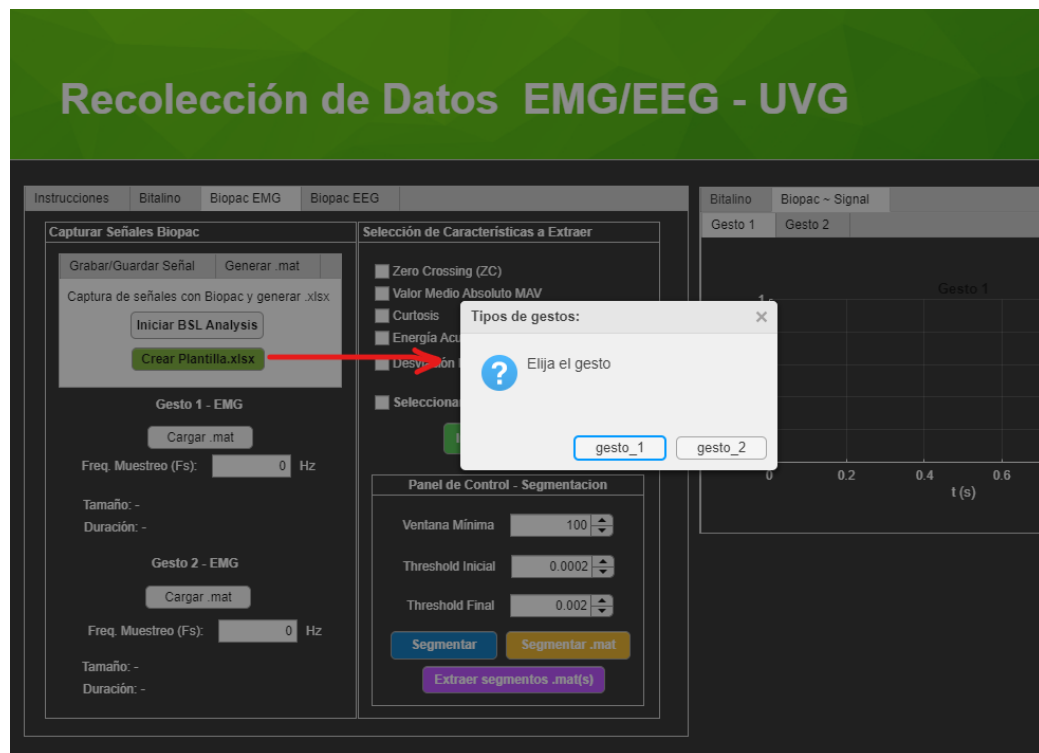 Recolección de Datos EMG/EEG - UVG
Instrucciones Bitalino Biopac EMG Biopac EEG
Capturar Señales Biopac
Grabar/Guardar Señal Generar .mat
Captura de señales con Biopac y generar .xlsx
Iniciar BSL Analysis
Crear Plantilla.xlsx
Gesto 1 - EMG
Cargar .mat
Freq. Muestreo (Fs): 0 Hz
Tamaño: -
Duración: -
Gesto 2 - EMG
Cargar .mat
Freq. Muestreo (Fs): 0 Hz
Tamaño: -
Duración: -
Selección de Características a Extraer
Zero Crossing (ZC)
Valor Medio Absoluto MAV
Curtosis
Energía Acu
Selecciona
Tipos de gestos:
Elija el gesto
gesto_1 gesto_2
Panel de Control - Segmentacion
Ventana Mínima 100
Threshold Inicial 0.0002
Threshold Final 0.002
Segmentar Segmentar .mat
Extraer segmentos .mat(s)
Bitalino Biopac ~ Signal
Gesto 1 Gesto 2
Gesto 1
1
0 0.2 0.4 0.6
t (s)